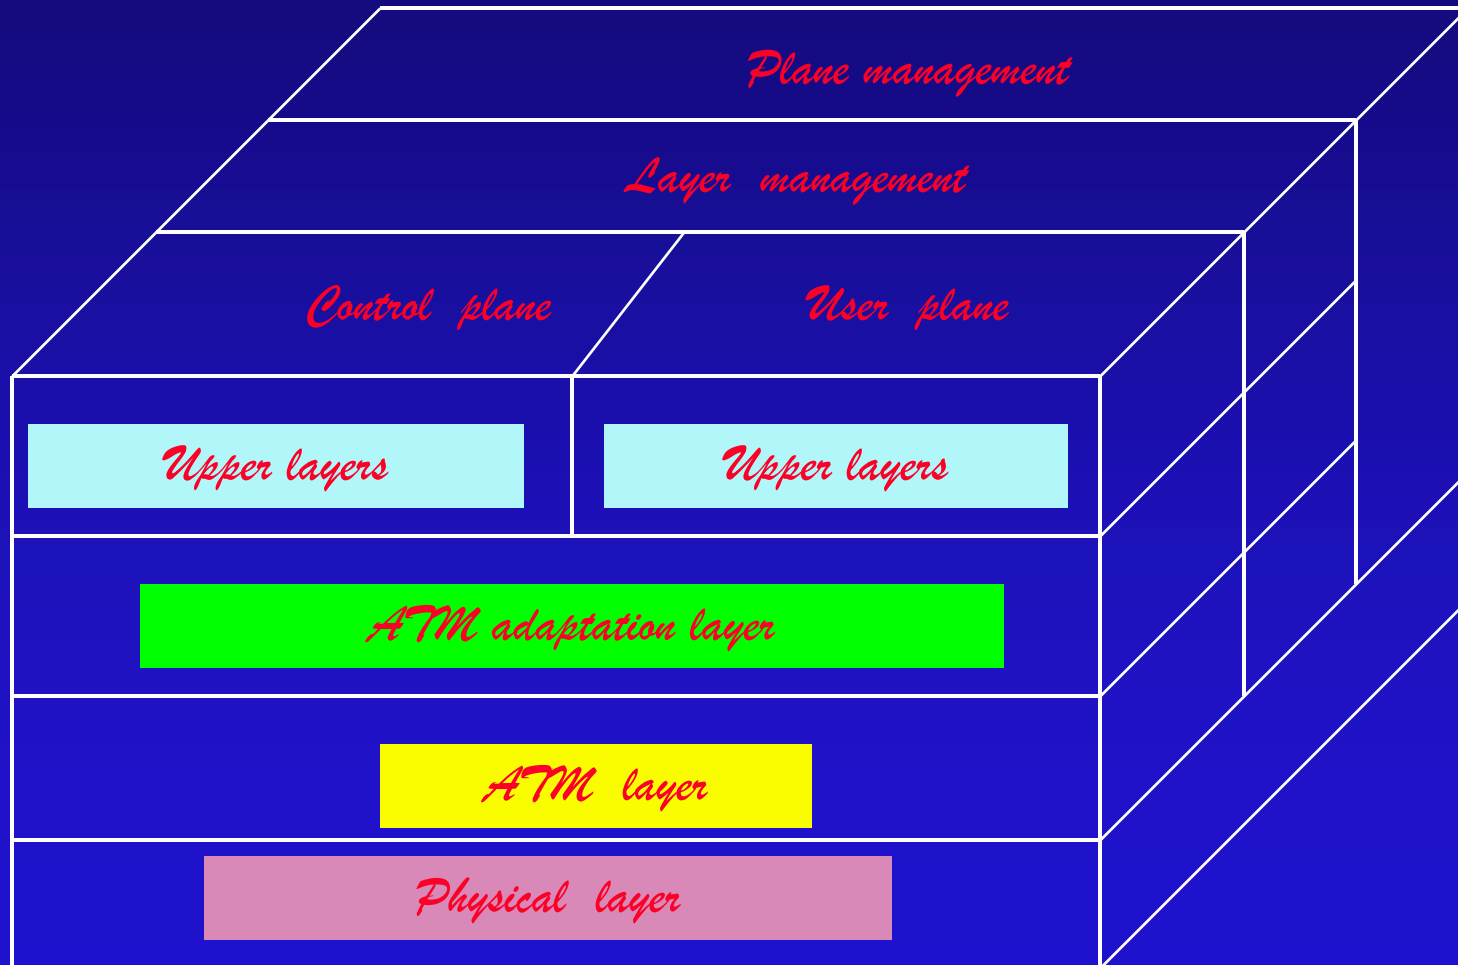 Plane management
Layer management
Control plane
User plane
Upper layers
Upper layers
ATM adaptation layer
ATM layer
Physical layer